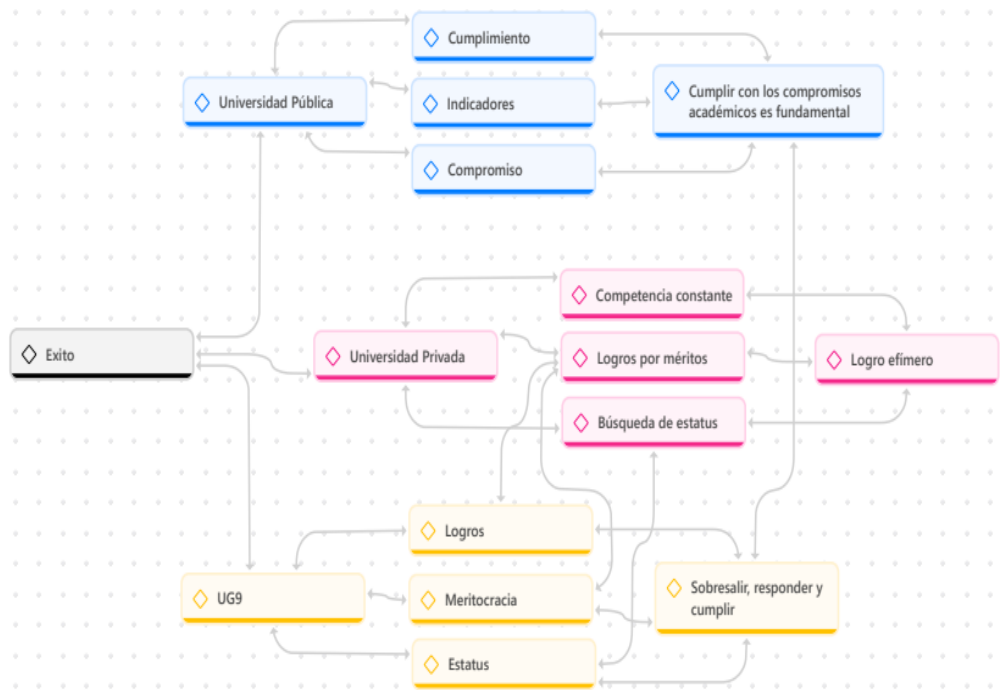 Cumplimiento
Universidad Pública
Indicadores
Cumplir con los compromisos
académicos es fundamental
Compromiso
Competencia constante
Exito
Universidad Privada
Logros por méritos
Logro efímero
Búsqueda de estatus
Logros
UG9
Meritocracia
Sobresalir, responder y
cumplir
Estatus